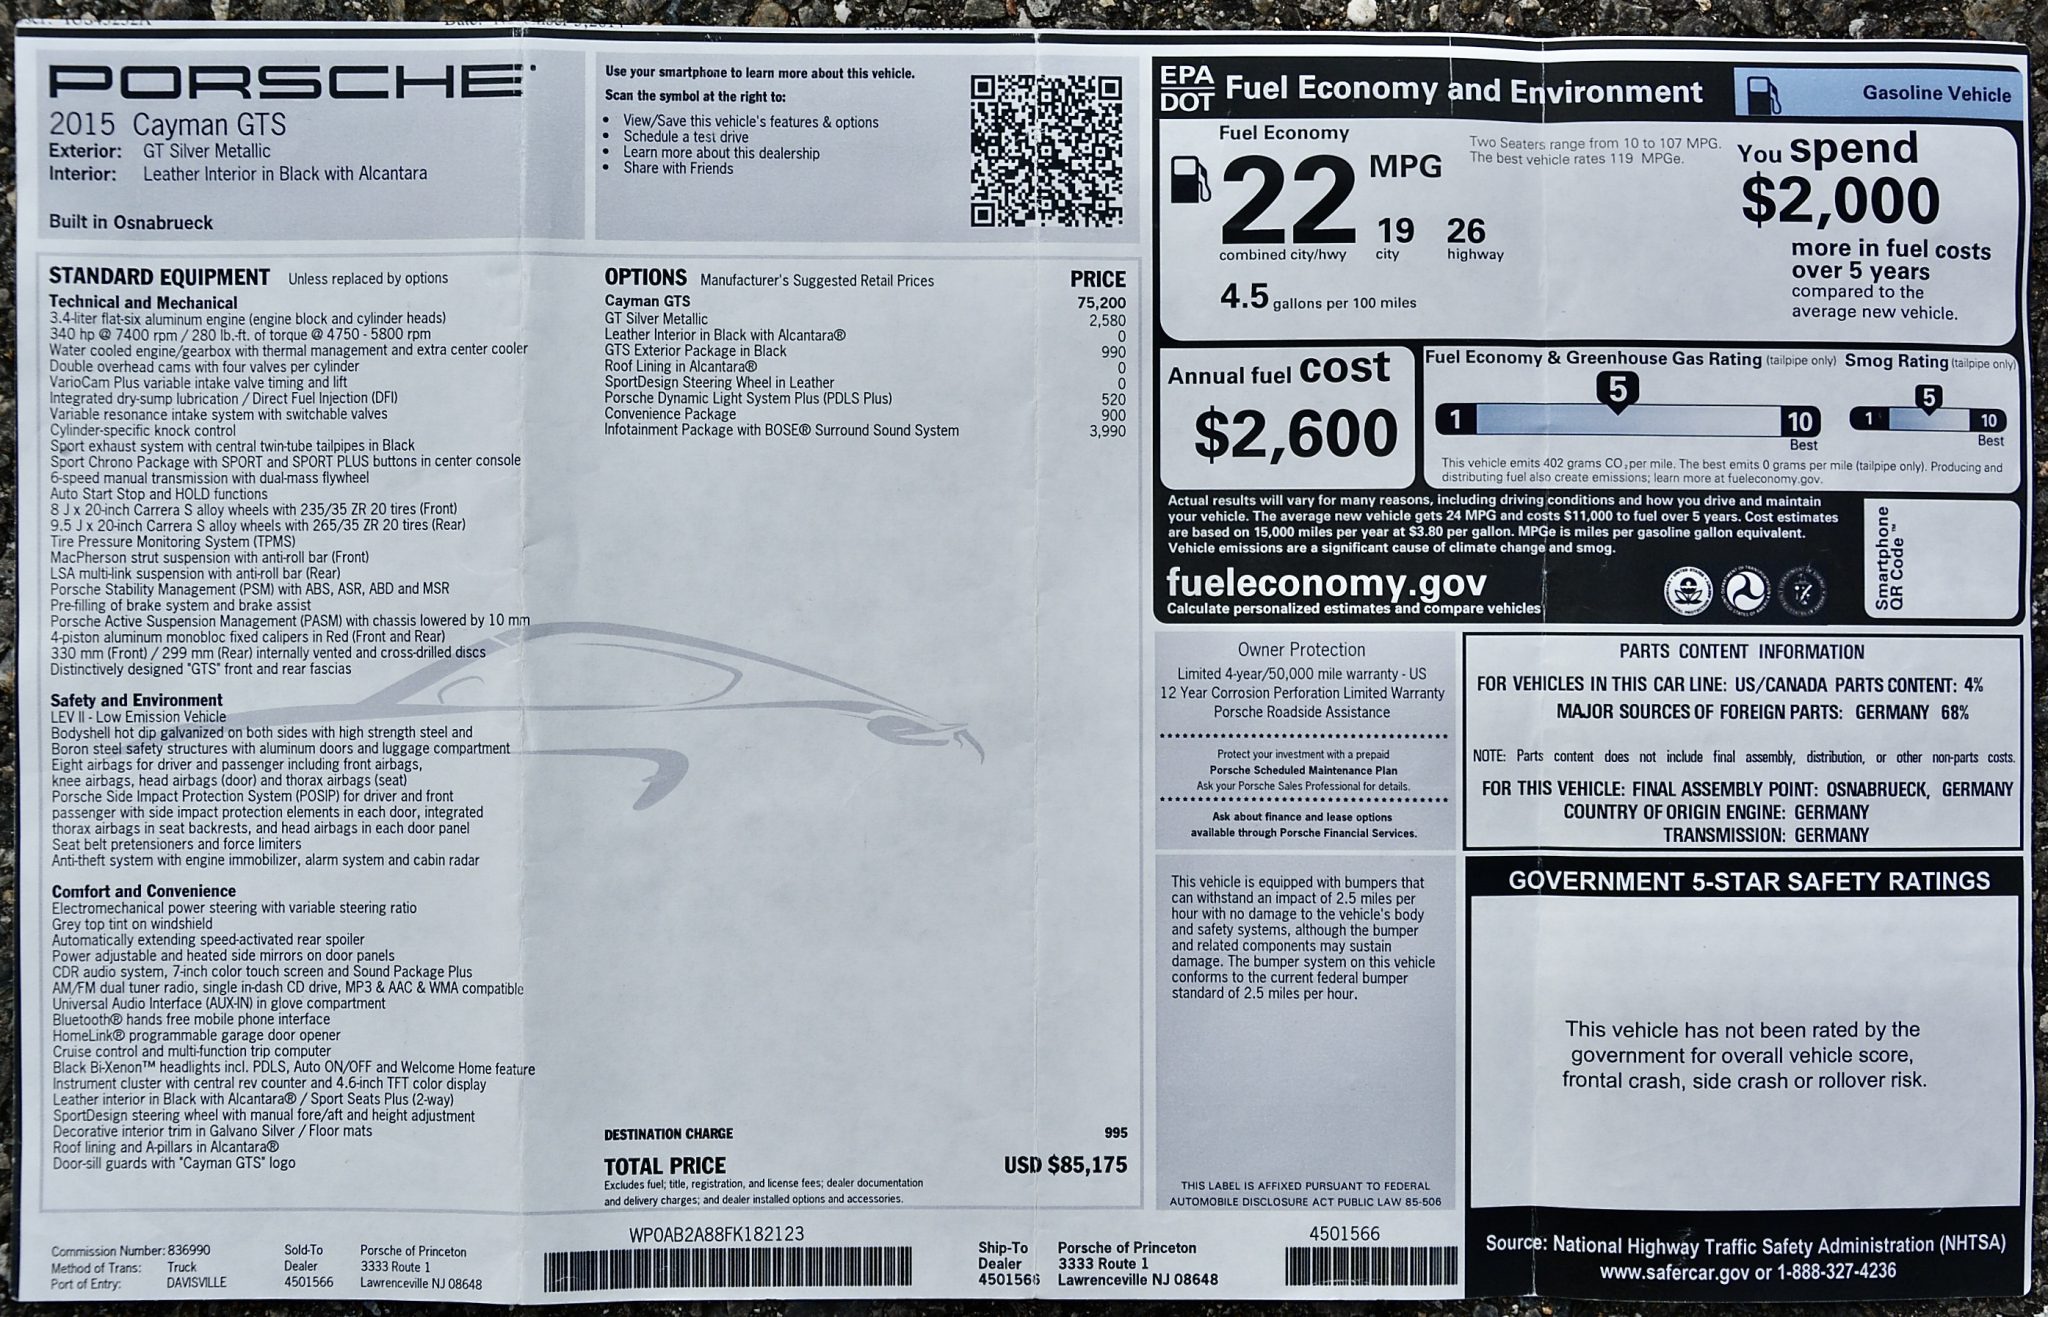 PORSCHE
2015 Cayman GTS
Exterior: GT Silver Metallic
Interior: Leather Interior in Black with Alcantara
Built in Osnabrueck
Use your smartphone to learn more about this vehicle.
Scan the symbol at the right to:
• View/Save this vehicle's features & options
• Schedule a test drive
• Learn more about this dealership
• Share with Friends
STANDARD EQUIPMENT Unless replaced by options
Technical and Mechanical
3.4-liter flat-six aluminum engine (engine block and cylinder heads)
340 hp @ 7400 rpm / 280 lb.-ft. of torque @ 4750 - 5800 rpm
Water cooled engine/gearbox with thermal management and extra center cooler
Double overhead cams with four valves per cylinder
VarioCam Plus variable intake valve timing and lift
Integrated dry-sump lubrication / Direct Fuel Injection (DFI)
Variable resonance intake system with switchable valves
Cylinder-specific knock control
Sport exhaust system with central twin-tube tailpipes in Black
Sport Chrono Package with SPORT and SPORT PLUS buttons in center console
6-speed manual transmission with dual-mass flywheel
Auto Start Stop and HOLD functions
8 J x 20-inch Carrera S alloy wheels with 235/35 ZR 20 tires (Front)
9.5 J x 20-inch Carrera S alloy wheels with 265/35 ZR 20 tires (Rear)
Tire Pressure Monitoring System (TPMS)
MacPherson strut suspension with anti-roll bar (Front)
LSA multi-link suspension with anti-roll bar (Rear)
Porsche Stability Management (PSM) with ABS, ASR, ABD and MSR
Pre-filling of brake system and brake assist
Porsche Active Suspension Management (PASM) with chassis lowered by 10 mm
4-piston aluminum monobloc fixed calipers in Red (Front and Rear)
330 mm (Front) / 299 mm (Rear) internally vented and cross-drilled discs
Distinctively designed "GTS" front and rear fascias
Safety and Environment
LEV II - Low Emission Vehicle
Bodyshell hot dip galvanized on both sides with high strength steel and
Boron steel safety structures with aluminum doors and luggage compartment
Eight airbags for driver and passenger including front airbags,
knee airbags, head airbags (door) and thorax airbags (seat)
Porsche Side Impact Protection System (POSIP) for driver and front
passenger with side impact protection elements in each door, integrated
thorax airbags in seat backrests, and head airbags in each door panel
Seat belt pretensioners and force limiters
Anti-theft system with engine immobilizer, alarm system and cabin radar
Comfort and Convenience
Electromechanical power steering with variable steering ratio
Grey top tint on windshield
Automatically extending speed-activated rear spoiler
Power adjustable and heated side mirrors on door panels
CDR audio system, 7-inch color touch screen and Sound Package Plus
AM/FM dual tuner radio, single in-dash CD drive, MP3 & AAC & WMA compatible
Universal Audio Interface (AUX-IN) in glove compartment
Bluetooth® hands free mobile phone interface
HomeLink® programmable garage door opener
Cruise control and multi-function trip computer
Black Bi-Xenon™ headlights incl. PDLS, Auto ON/OFF and Welcome Home feature
Instrument cluster with central rev counter and 4.6-inch TFT color display
Leather interior in Black with Alcantara® / Sport Seats Plus (2-way)
SportDesign steering wheel with manual fore/aft and height adjustment
Decorative interior trim in Galvano Silver / Floor mats
Roof lining and A-pillars in Alcantara®
Door-sill guards with "Cayman GTS" logo
OPTIONS Manufacturer's Suggested Retail Prices PRICE
Cayman GTS 75,200
GT Silver Metallic 2,580
Leather Interior in Black with Alcantara® 0
GTS Exterior Package in Black 990
Roof Lining in Alcantara® 0
SportDesign Steering Wheel in Leather 0
Porsche Dynamic Light System Plus (PDLS Plus) 520
Convenience Package 900
Infotainment Package with BOSE® Surround Sound System 3,990
DESTINATION CHARGE 995
TOTAL PRICE USD $85,175
Excludes fuel; title, registration, and license fees; dealer documentation
and delivery charges; and dealer installed options and accessories.
EPA
DOT
Fuel Economy and Environment
Gasoline Vehicle
Fuel Economy
22 MPG
combined city/hwy
19
city
26
highway
4.5 gallons per 100 miles
Two Seaters range from 10 to 107 MPG.
The best vehicle rates 119 MPGe.
You spend
$2,000
more in fuel costs
over 5 years
compared to the
average new vehicle.
Annual fuel cost
$2,600
Fuel Economy & Greenhouse Gas Rating (tailpipe only)
5
1 10
Best
Smog Rating (tailpipe only)
5
1 10
Best
This vehicle emits 402 grams CO2 per mile. The best emits 0 grams per mile (tailpipe only). Producing and
distributing fuel also create emissions; learn more at fueleconomy.gov.
Actual results will vary for many reasons, including driving conditions and how you drive and maintain
your vehicle. The average new vehicle gets 24 MPG and costs $11,000 to fuel over 5 years. Cost estimates
are based on 15,000 miles per year at $3.80 per gallon. MPGe is miles per gasoline gallon equivalent.
Vehicle emissions are a significant cause of climate change and smog.
fueleconomy.gov
Calculate personalized estimates and compare vehicles
Smartphone
QR Code™
Owner Protection
Limited 4-year/50,000 mile warranty - US
12 Year Corrosion Perforation Limited Warranty
Porsche Roadside Assistance
Protect your investment with a prepaid
Porsche Scheduled Maintenance Plan
Ask your Porsche Sales Professional for details.
Ask about finance and lease options
available through Porsche Financial Services.
This vehicle is equipped with bumpers that
can withstand an impact of 2.5 miles per
hour with no damage to the vehicle's body
and safety systems, although the bumper
and related components may sustain
damage. The bumper system on this vehicle
conforms to the current federal bumper
standard of 2.5 miles per hour.
THIS LABEL IS AFFIXED PURSUANT TO FEDERAL
AUTOMOBILE DISCLOSURE ACT PUBLIC LAW 85-506
PARTS CONTENT INFORMATION
FOR VEHICLES IN THIS CAR LINE: US/CANADA PARTS CONTENT: 4%
MAJOR SOURCES OF FOREIGN PARTS: GERMANY 68%
NOTE: Parts content does not include final assembly, distribution, or other non-parts costs.
FOR THIS VEHICLE: FINAL ASSEMBLY POINT: OSNABRUECK, GERMANY
COUNTRY OF ORIGIN ENGINE: GERMANY
TRANSMISSION: GERMANY
GOVERNMENT 5-STAR SAFETY RATINGS
This vehicle has not been rated by the
government for overall vehicle score,
frontal crash, side crash or rollover risk.
Source: National Highway Traffic Safety Administration (NHTSA)
www.safercar.gov or 1-888-327-4236
Commission Number: 836990
Method of Trans: Truck
Port of Entry: DAVISVILLE
Sold-To
Dealer
4501566
Porsche of Princeton
3333 Route 1
Lawrenceville NJ 08648
WP0AB2A88FK182123
Ship-To
Dealer
4501566
Porsche of Princeton
3333 Route 1
Lawrenceville NJ 08648
4501566